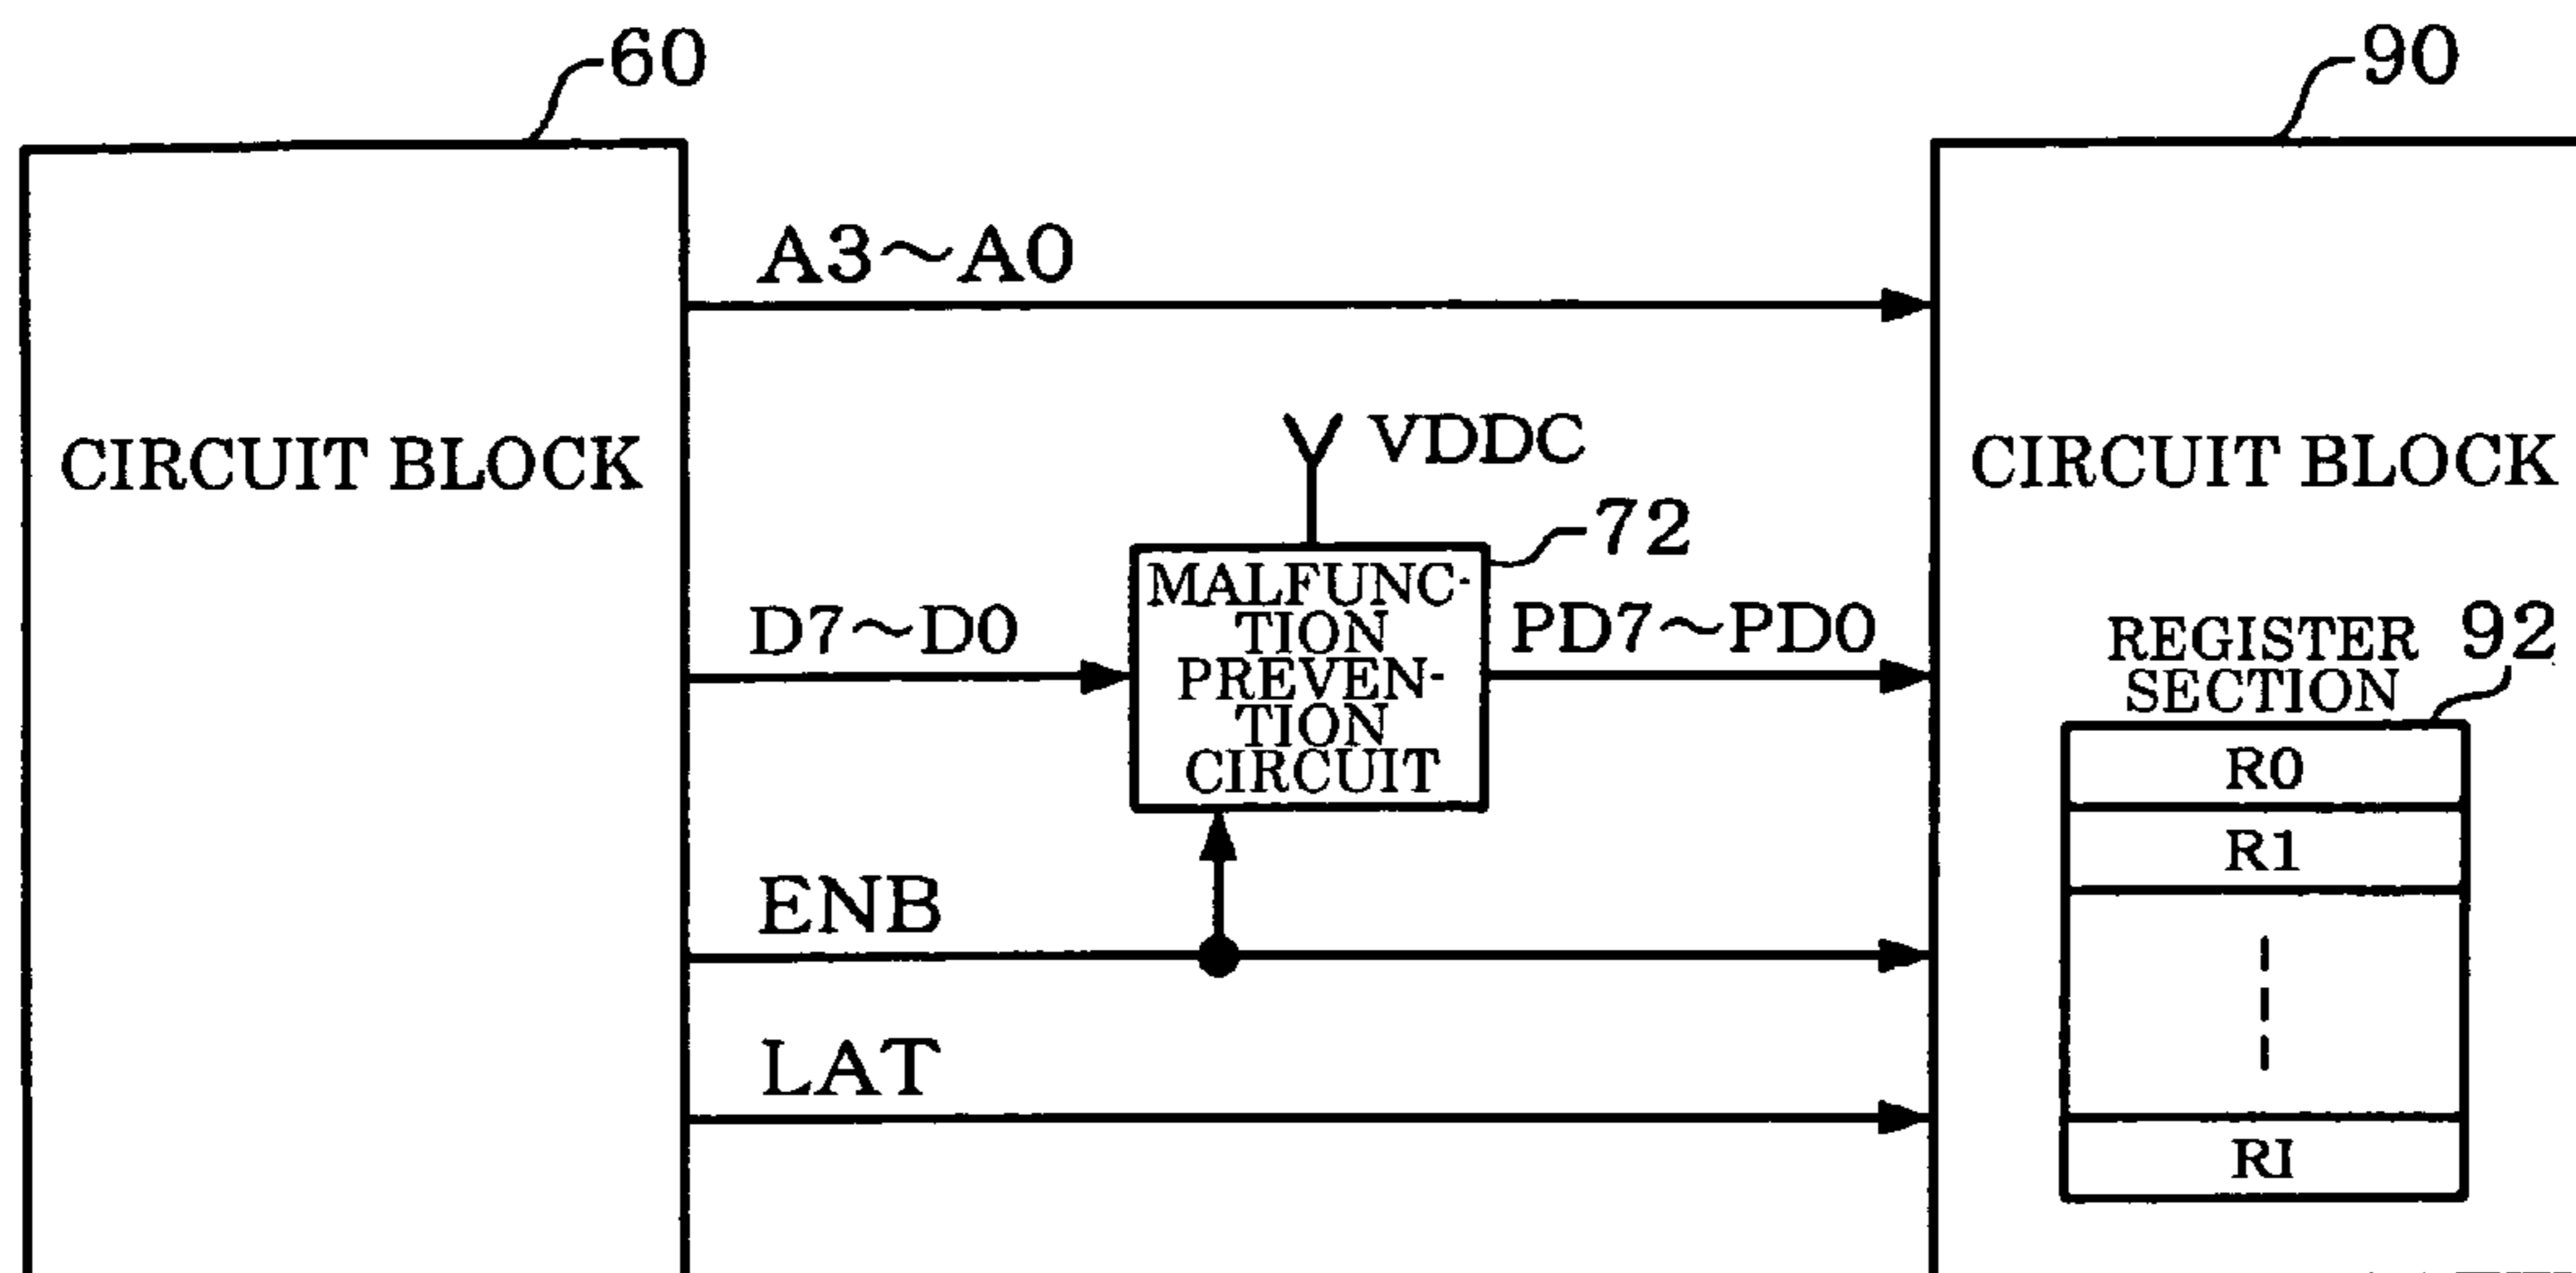 60
90
A3～A0
VDDC
CIRCUIT BLOCK
CIRCUIT BLOCK
72
MALFUNC-
TION
PREVEN-
TION
CIRCUIT
D7～D0
PD7～PD0
REGISTER
SECTION
92
R0
R1
ENB
LAT
RI